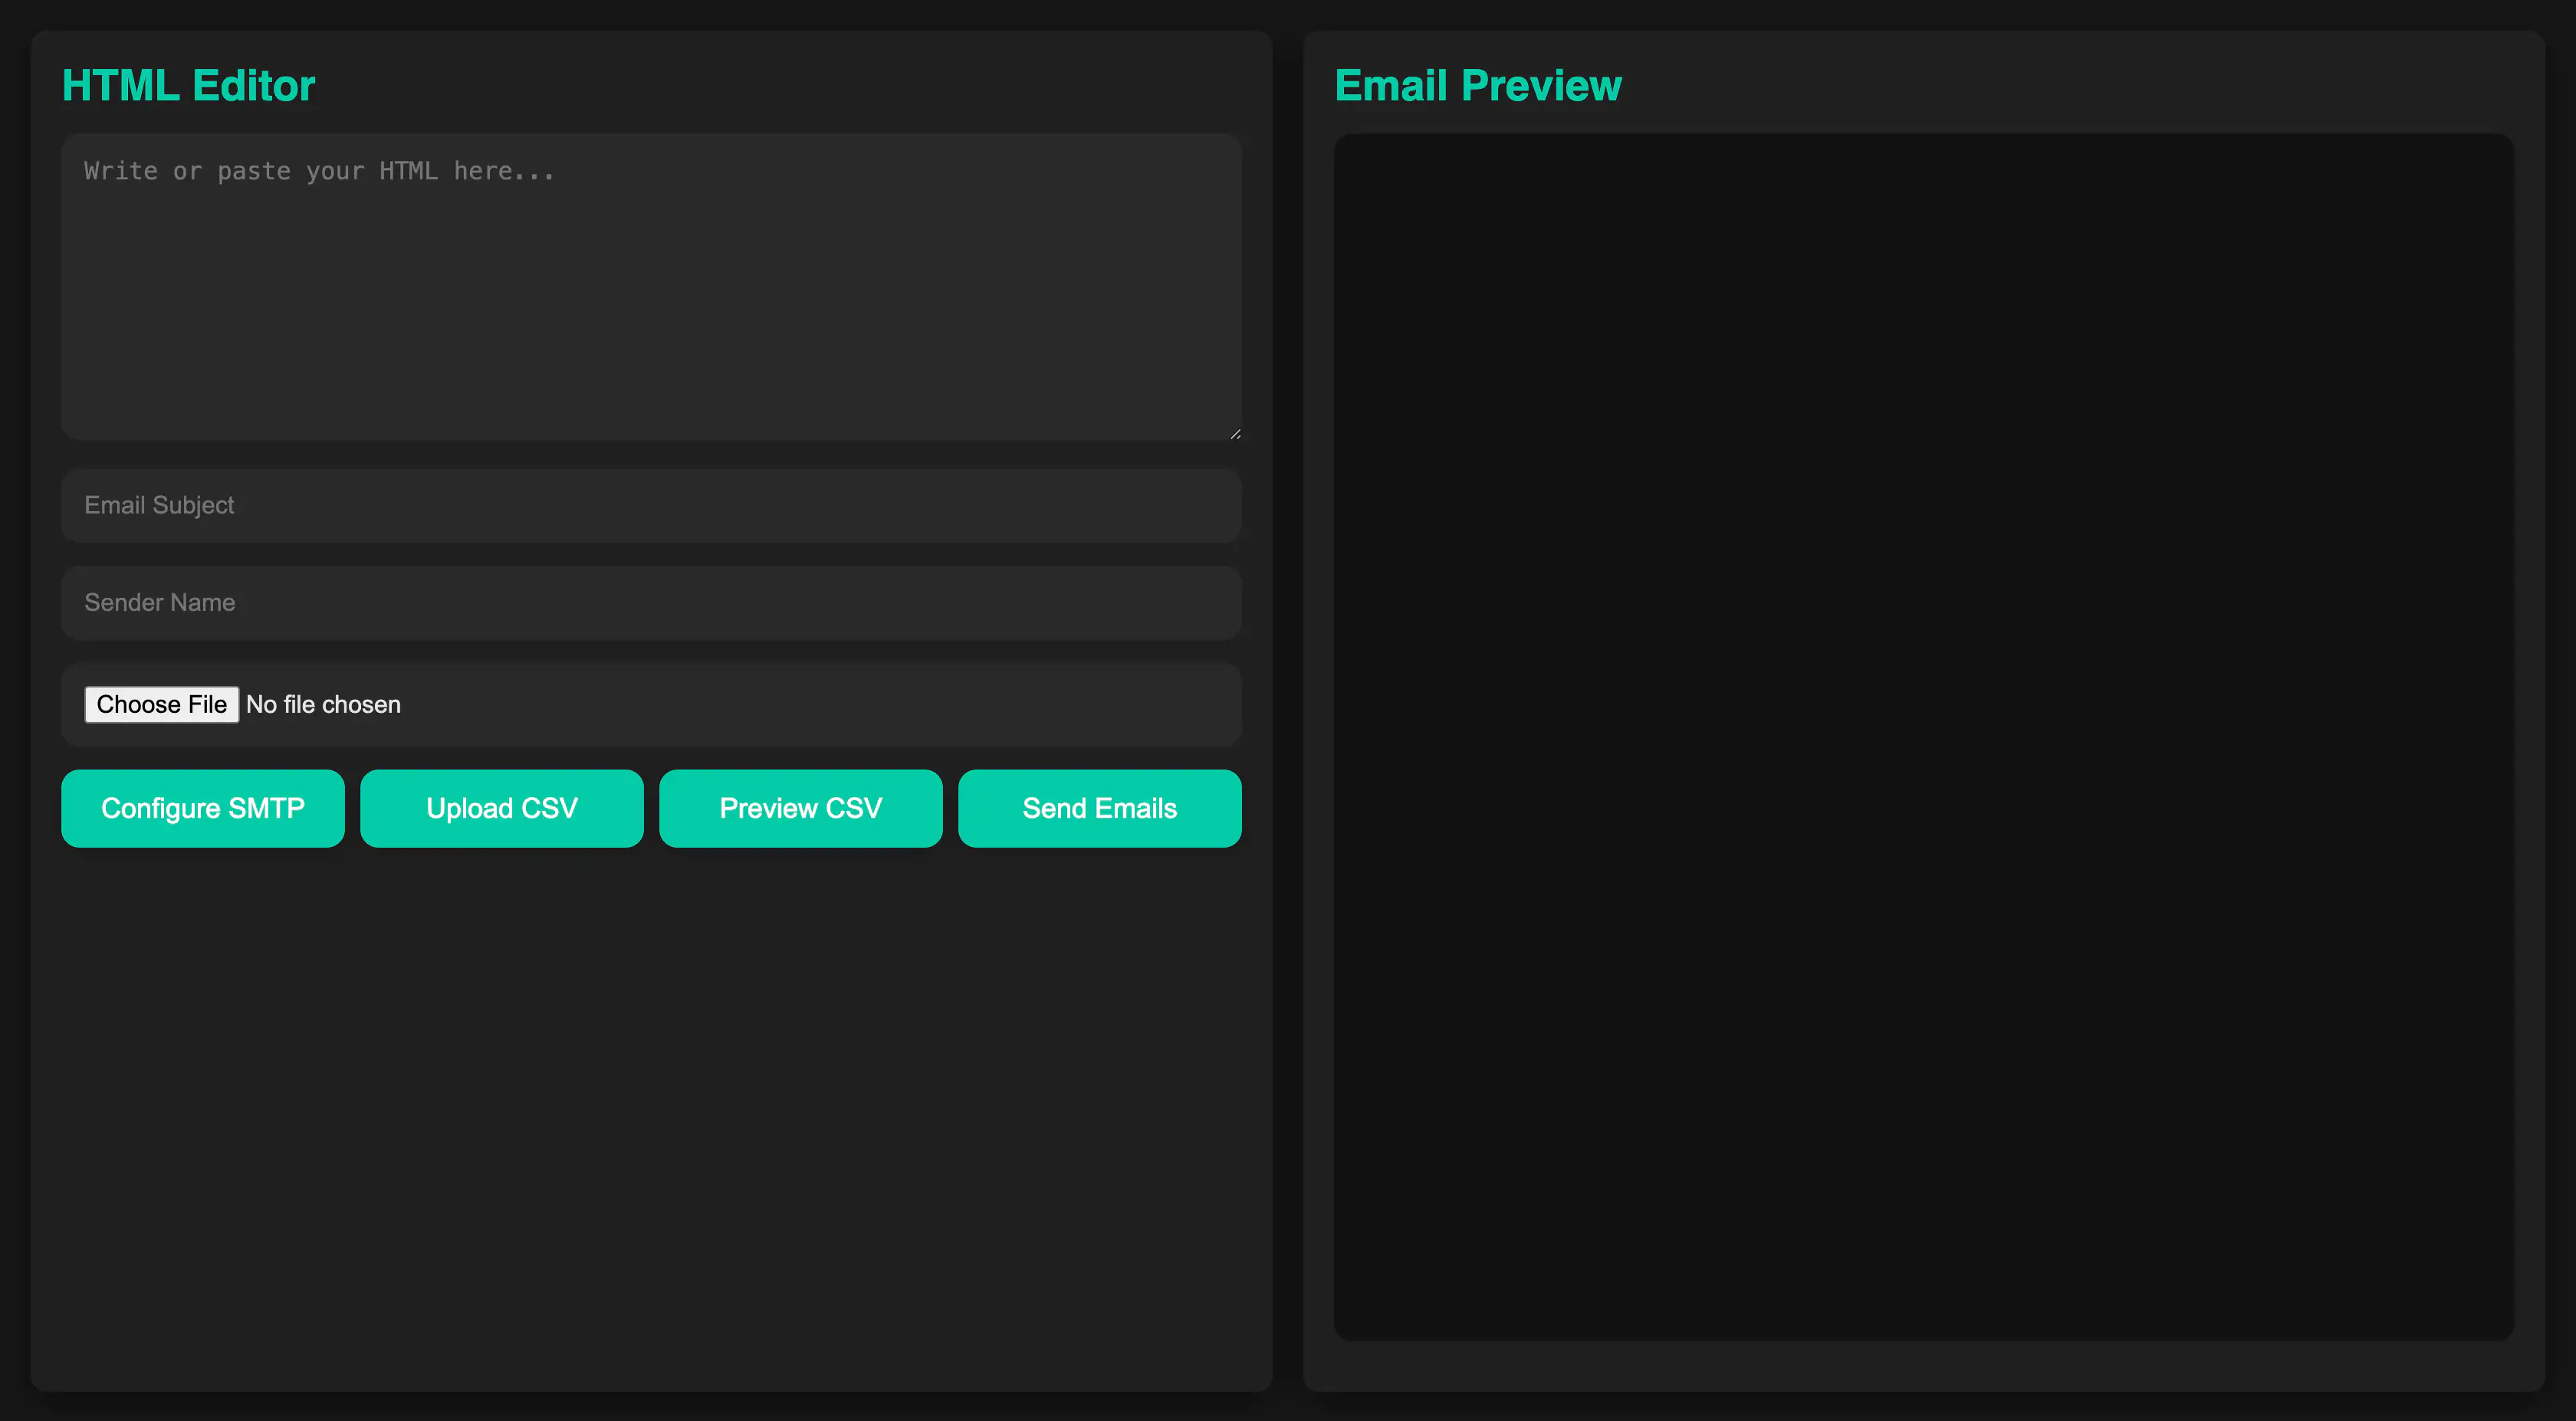 HTML Editor
Write or paste your HTML here...
Email Subject
Sender Name
Choose File No file chosen
Configure SMTP
Upload CSV
Preview CSV
Send Emails
Email Preview